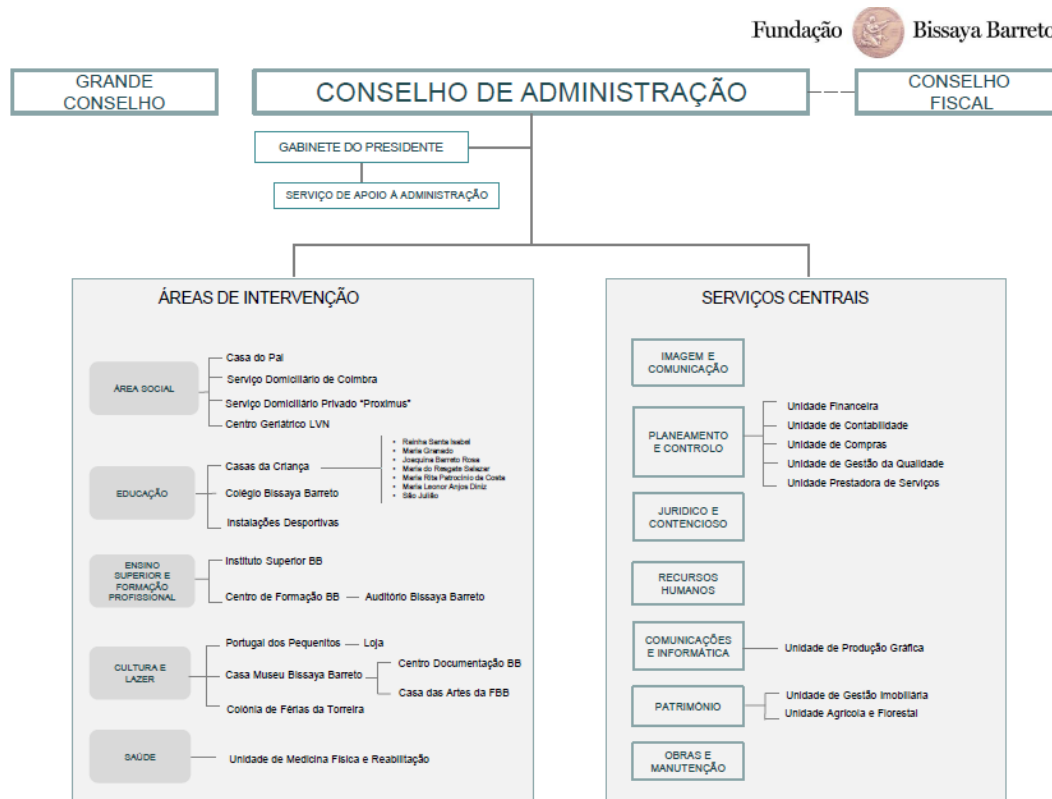 Fundação Bissaya Barreto
GRANDE
CONSELHO
CONSELHO DE ADMINISTRAÇÃO
CONSELHO
FISCAL
GABINETE DO PRESIDENTE
SERVIÇO DE APOIO À ADMINISTRAÇÃO
ÁREAS DE INTERVENÇÃO
ÁREA SOCIAL
Casa do Pai
Serviço Domiciliário de Coimbra
Serviço Domiciliário Privado “Proximus”
Centro Geriátrico LVN
EDUCAÇÃO
Casas da Criança
• Rainha Santa Isabel
• Maria Granado
• Joaquina Barreto Rosa
• Maria do Resgate Salazar
• Maria Rita Patrocínio da Costa
• Maria Leonor Anjos Diniz
• São Julião
Colégio Bissaya Barreto
Instalações Desportivas
ENSINO
SUPERIOR E
FORMAÇÃO
PROFISSIONAL
Instituto Superior BB
Centro de Formação BB
Auditório Bissaya Barreto
CULTURA E
LAZER
Portugal dos Pequenitos
Loja
Casa Museu Bissaya Barreto
Centro Documentação BB
Casa das Artes da FBB
Colónia de Férias da Torreira
SAÚDE
Unidade de Medicina Física e Reabilitação
SERVIÇOS CENTRAIS
IMAGEM E
COMUNICAÇÃO
PLANEAMENTO
E CONTROLO
Unidade Financeira
Unidade de Contabilidade
Unidade de Compras
Unidade de Gestão da Qualidade
Unidade Prestadora de Serviços
JURIDICO E
CONTENCIOSO
RECURSOS
HUMANOS
COMUNICAÇÕES
E INFORMÁTICA
Unidade de Produção Gráfica
PATRIMÓNIO
Unidade de Gestão Imobiliária
Unidade Agrícola e Florestal
OBRAS E
MANUTENÇÃO